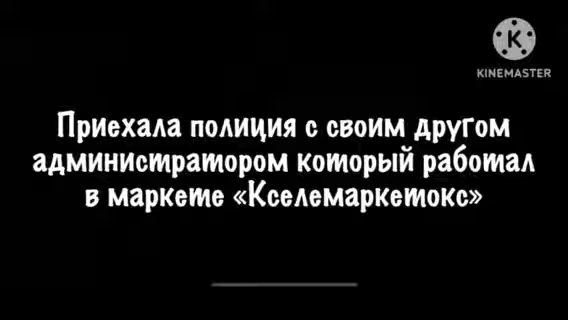 K
KINEMASTER
Приехала полиция с своим другом
администратором который работал
в маркете «Кселемаркетокс»